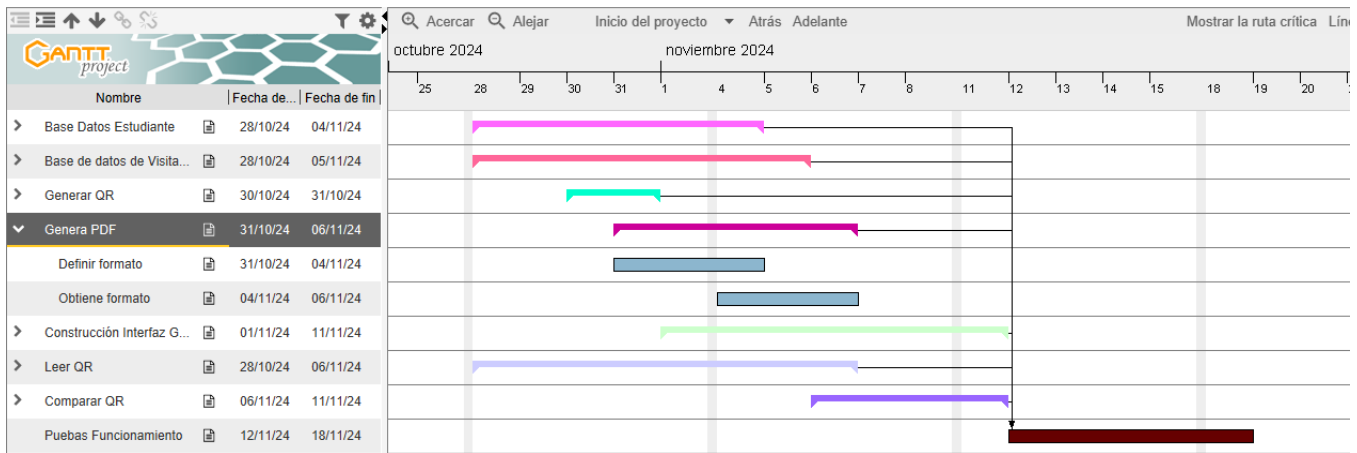 Acercar Alejar Inicio del proyecto Atrás Adelante Mostrar la ruta crítica
GANTT project
octubre 2024 noviembre 2024
25 28 29 30 31 1 4 5 6 7 8 11 12 13 14 15 18 19 20
Nombre Fecha de... Fecha de fin
Base Datos Estudiante 28/10/24 04/11/24
Base de datos de Visita... 28/10/24 05/11/24
Generar QR 30/10/24 31/10/24
Genera PDF 31/10/24 06/11/24
Definir formato 31/10/24 04/11/24
Obtiene formato 04/11/24 06/11/24
Construcción Interfaz G... 01/11/24 11/11/24
Leer QR 28/10/24 06/11/24
Comparar QR 06/11/24 11/11/24
Puebas Funcionamiento 12/11/24 18/11/24